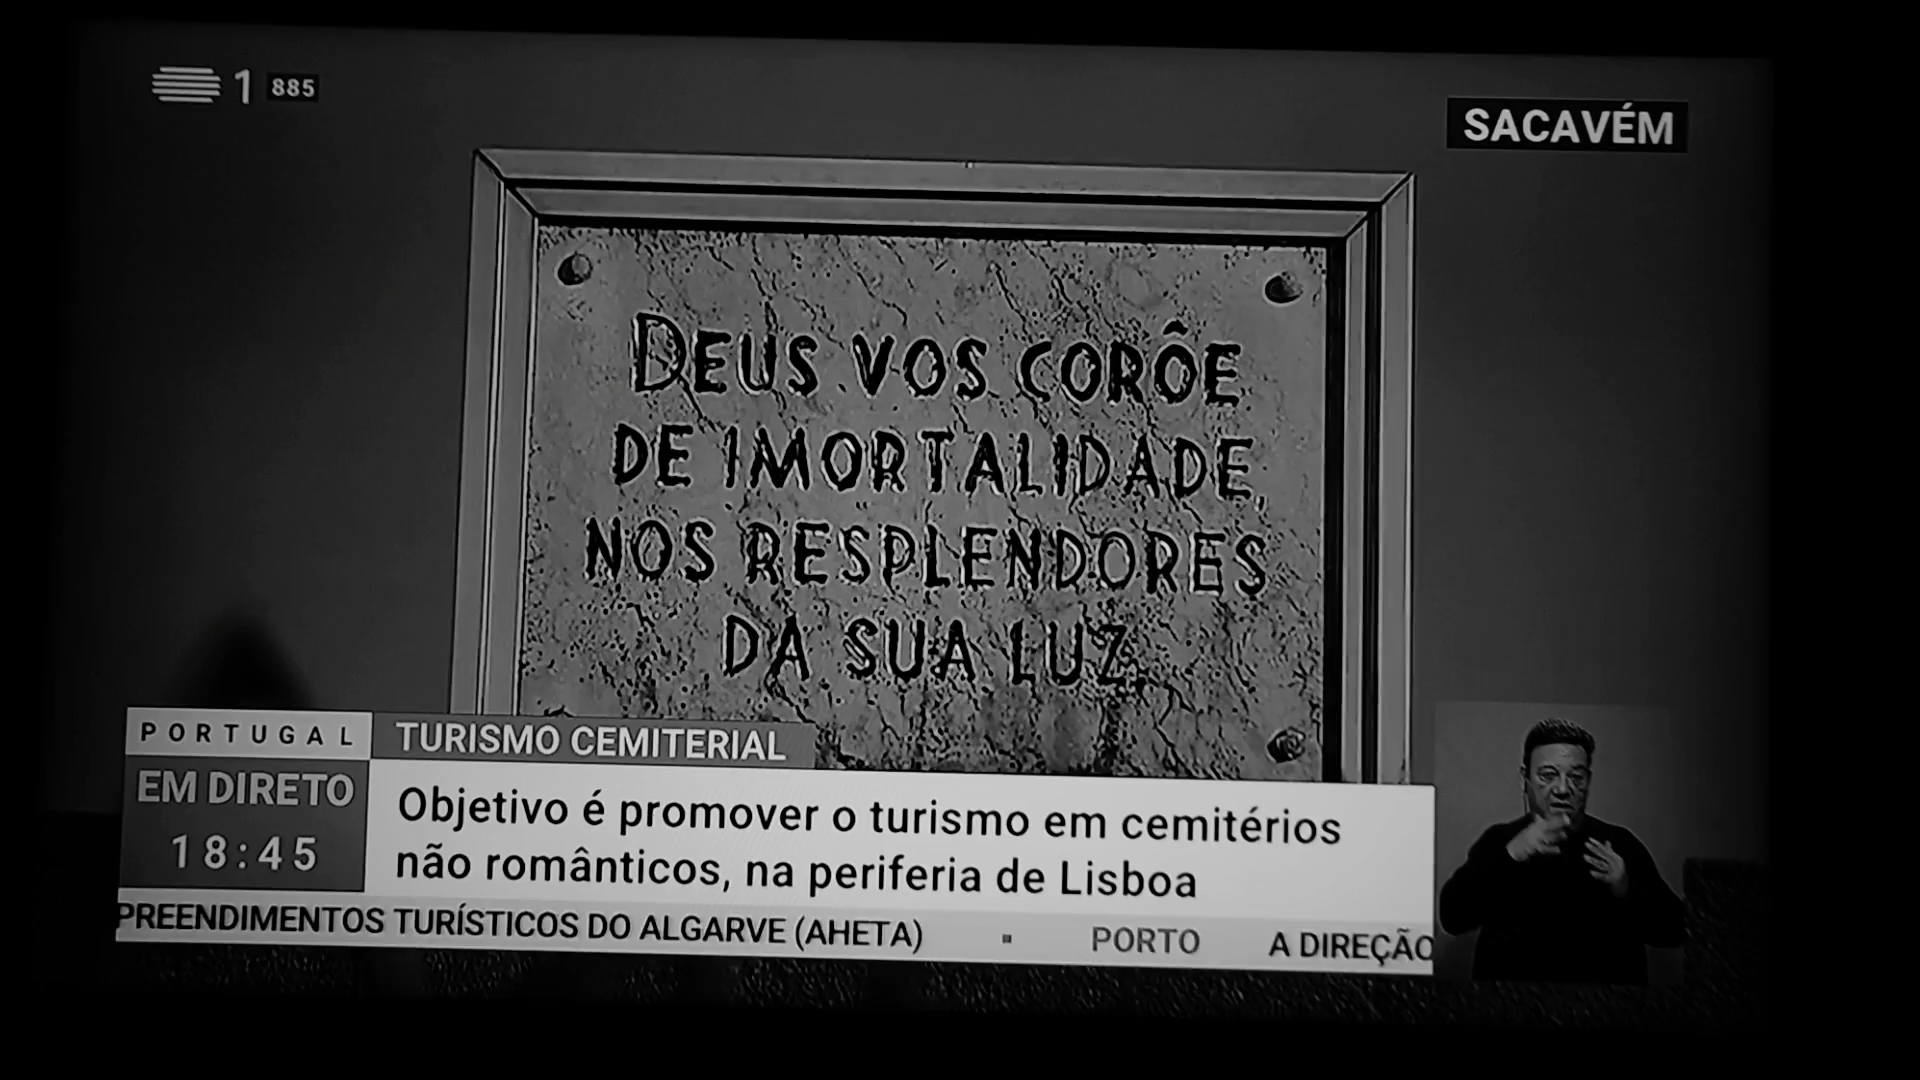 1 885
SACAVÉM
DEUS VOS CORÔE
DE IMORTALIDADE,
NOS RESPLENDORES
DA SUA LUZ.
PORTUGAL
TURISMO CEMITERIAL
EM DIRETO
18:45
Objetivo é promover o turismo em cemitérios
não românticos, na periferia de Lisboa
PREENDIMENTOS TURÍSTICOS DO ALGARVE (AHETA) ▪ PORTO A DIREÇÃO